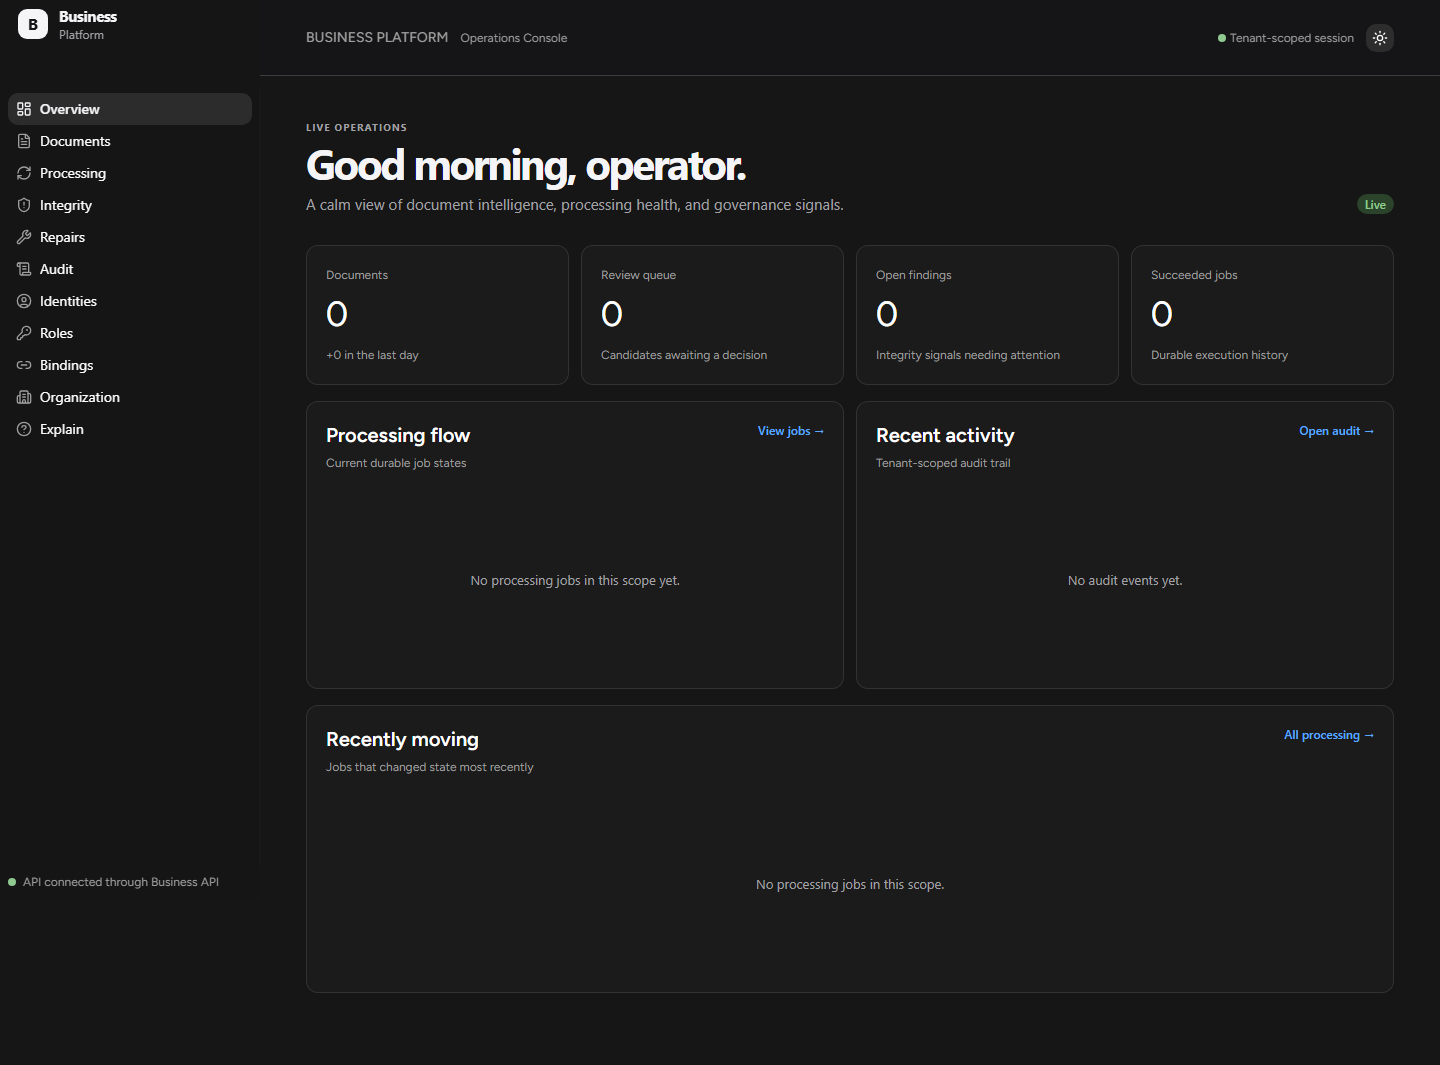 B
Business
Platform
Overview
Documents
Processing
Integrity
Repairs
Audit
Identities
Roles
Bindings
Organization
Explain
API connected through Business API
BUSINESS PLATFORM Operations Console
Tenant-scoped session
LIVE OPERATIONS
Good morning, operator.
A calm view of document intelligence, processing health, and governance signals.
Live
Documents
0
+0 in the last day
Review queue
0
Candidates awaiting a decision
Open findings
0
Integrity signals needing attention
Succeeded jobs
0
Durable execution history
Processing flow
View jobs →
Current durable job states
No processing jobs in this scope yet.
Recent activity
Open audit →
Tenant-scoped audit trail
No audit events yet.
Recently moving
All processing →
Jobs that changed state most recently
No processing jobs in this scope.